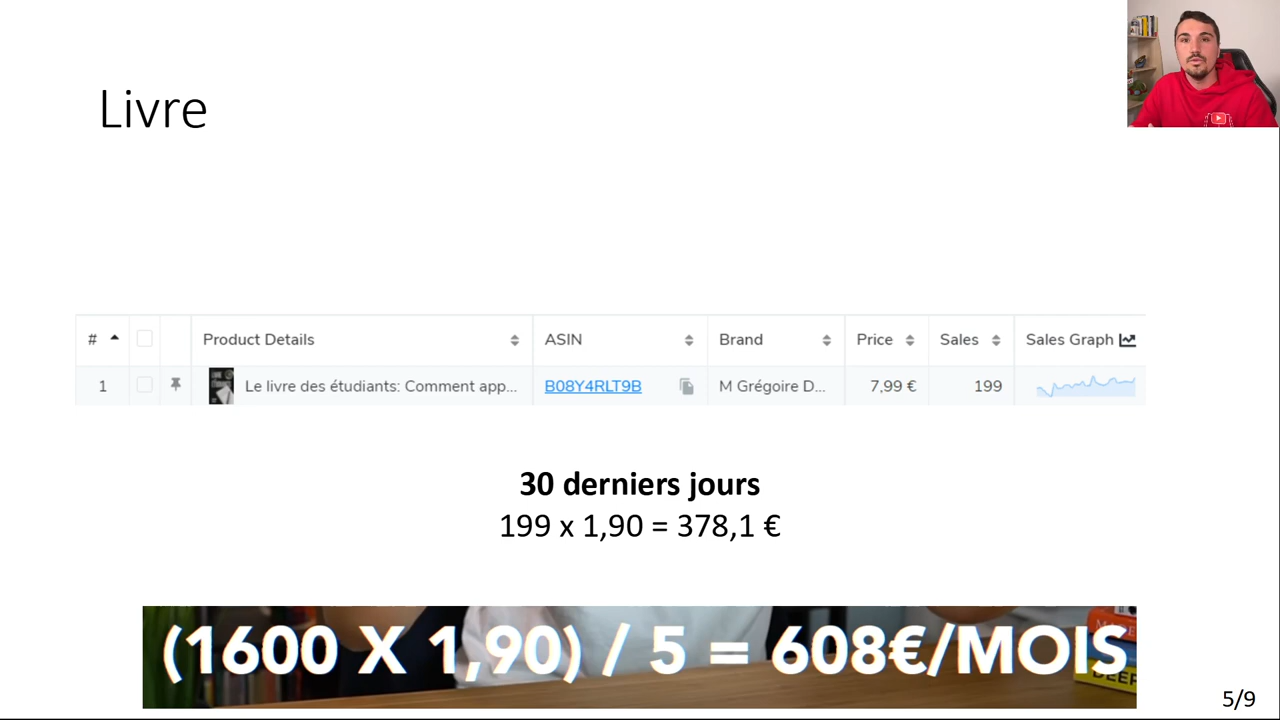 Livre
# Product Details ASIN Brand Price Sales Sales Graph
1 Le livre des étudiants: Comment app... B08Y4RLT9B M Grégoire D... 7,99 € 199
30 derniers jours
199 x 1,90 = 378,1 €
(1600 X 1,90) / 5 = 608€/MOIS
5/9